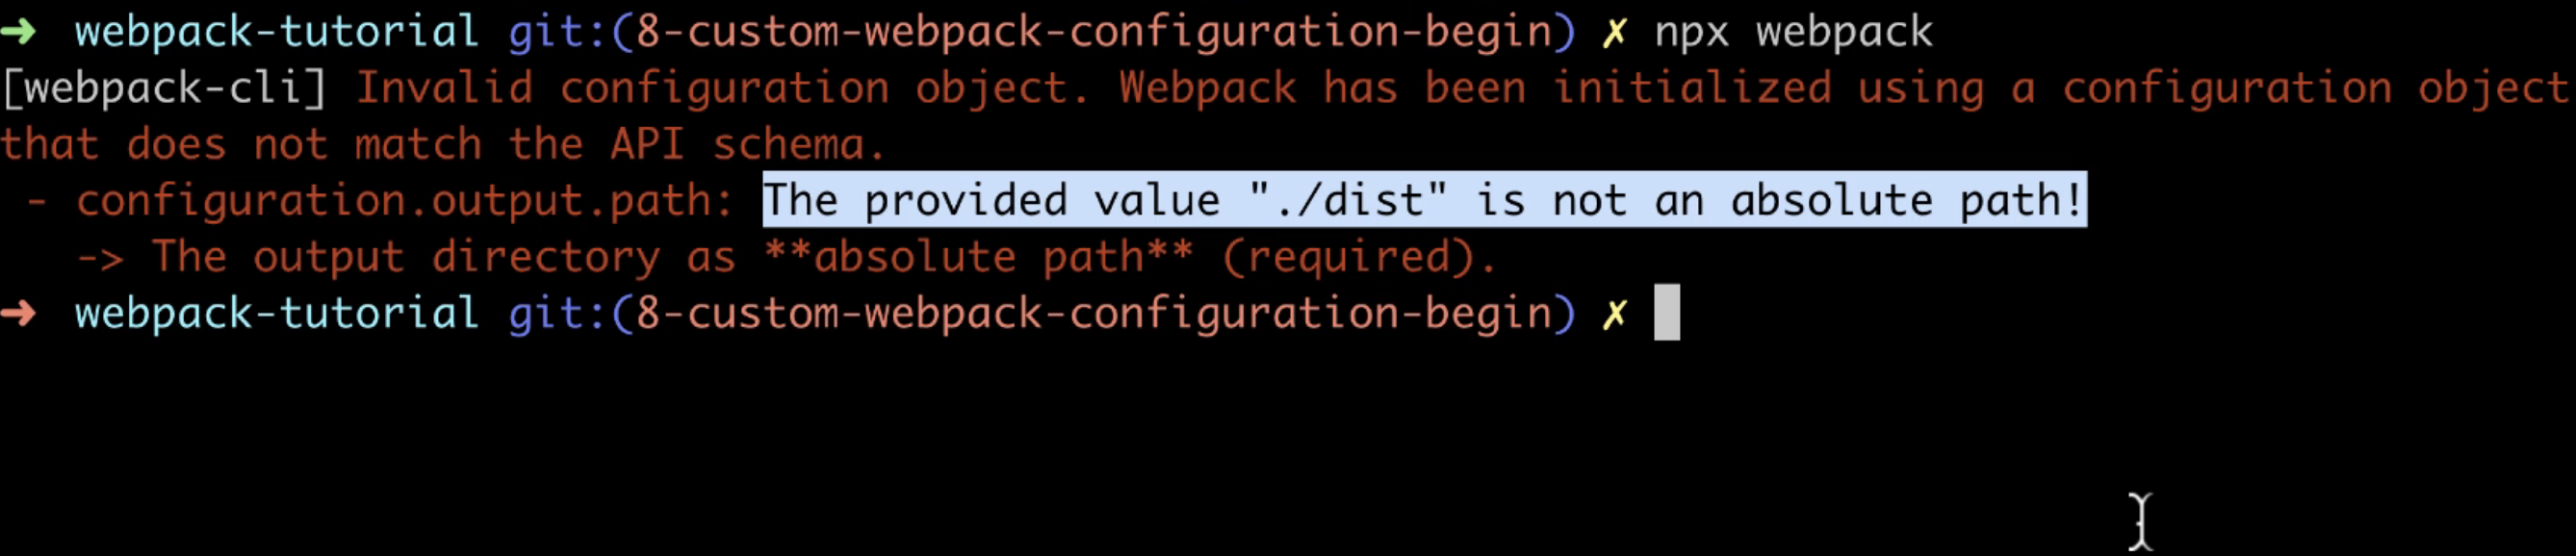 ➜ webpack-tutorial git:(8-custom-webpack-configuration-begin) ✗ npx webpack
[webpack-cli] Invalid configuration object. Webpack has been initialized using a configuration object
that does not match the API schema.
 - configuration.output.path: The provided value "./dist" is not an absolute path!
   -> The output directory as **absolute path** (required).
➜ webpack-tutorial git:(8-custom-webpack-configuration-begin) ✗